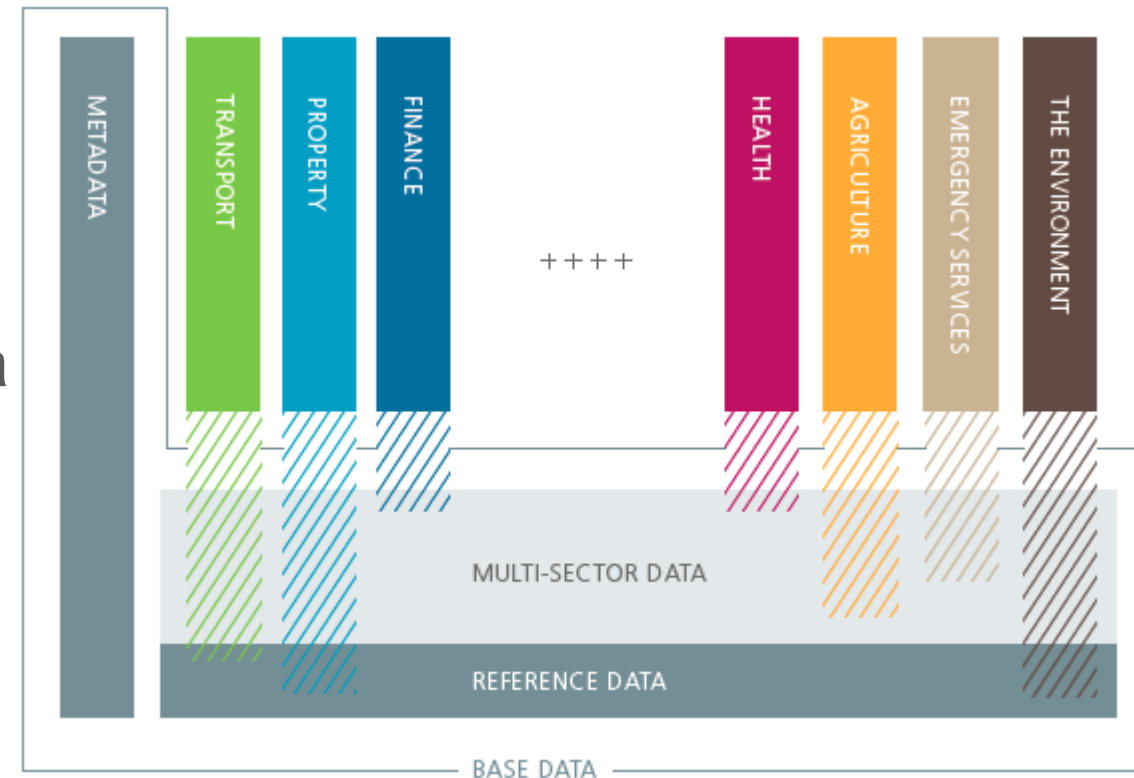 METADATA
TRANSPORT
PROPERTY
FINANCE
++++
HEALTH
AGRICULTURE
EMERGENCY SERVICES
THE ENVIRONMENT
a
MULTI-SECTOR DATA
REFERENCE DATA
BASE DATA